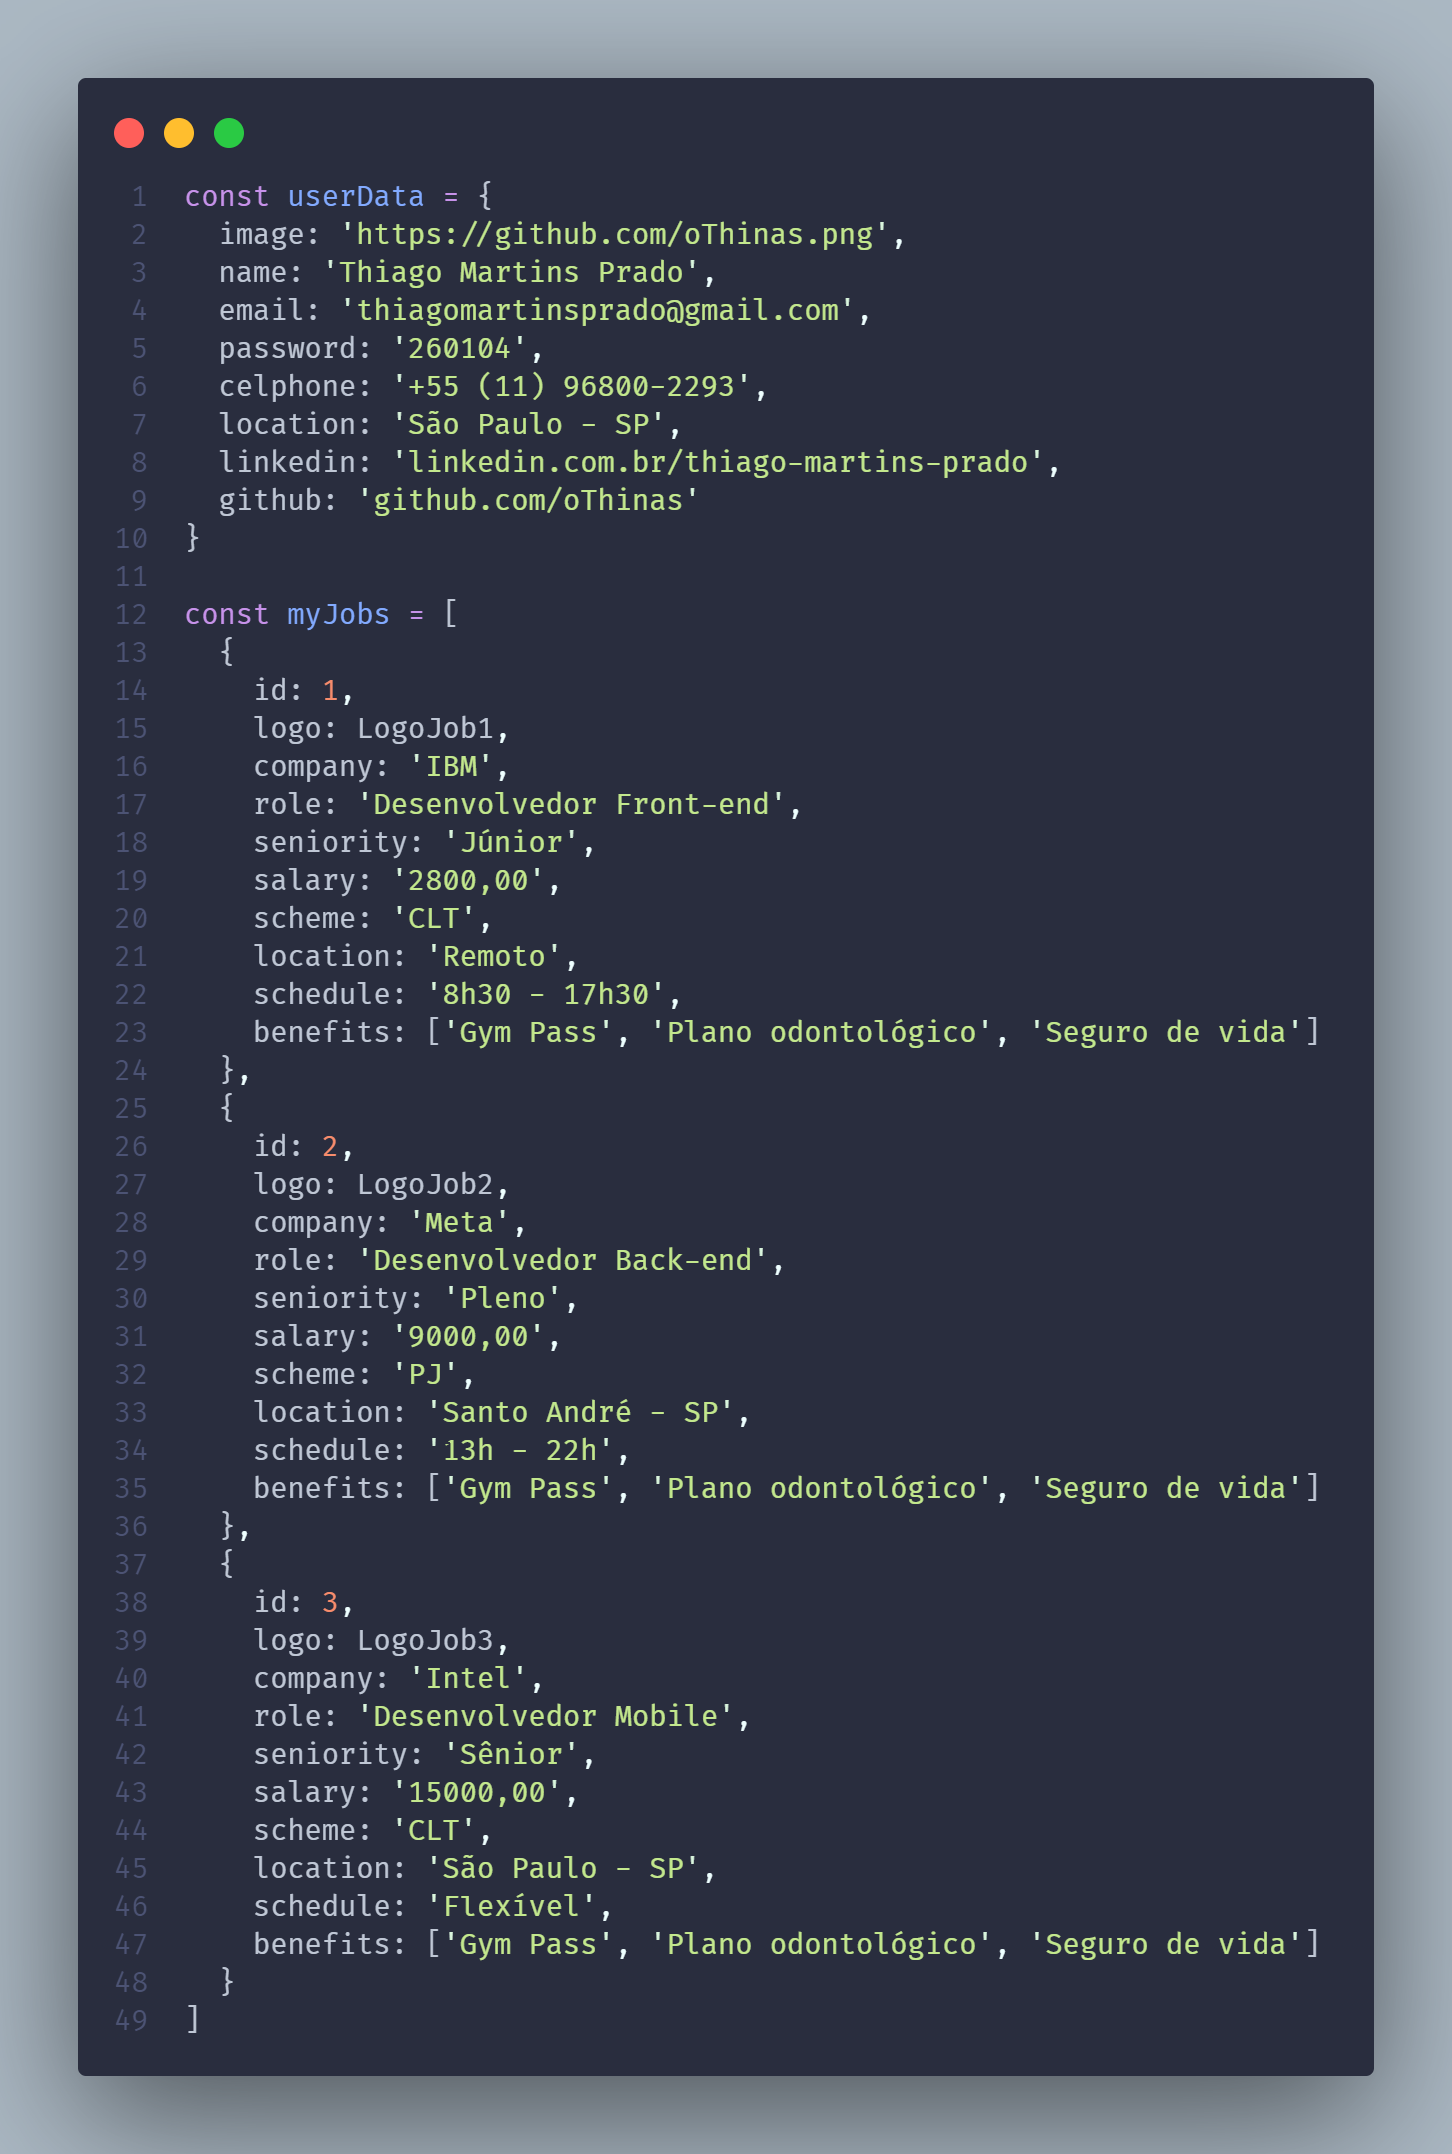 1 const userData = {
2 image: 'https://github.com/oThinas.png',
3 name: 'Thiago Martins Prado',
4 email: 'thiagomartinsprado@gmail.com',
5 password: '260104',
6 celphone: '+55 (11) 96800-2293',
7 location: 'São Paulo - SP',
8 linkedin: 'linkedin.com.br/thiago-martins-prado',
9 github: 'github.com/oThinas'
10 }
11
12 const myJobs = [
13 {
14 id: 1,
15 logo: LogoJob1,
16 company: 'IBM',
17 role: 'Desenvolvedor Front-end',
18 seniority: 'Júnior',
19 salary: '2800,00',
20 scheme: 'CLT',
21 location: 'Remoto',
22 schedule: '8h30 - 17h30',
23 benefits: ['Gym Pass', 'Plano odontológico', 'Seguro de vida']
24 },
25 {
26 id: 2,
27 logo: LogoJob2,
28 company: 'Meta',
29 role: 'Desenvolvedor Back-end',
30 seniority: 'Pleno',
31 salary: '9000,00',
32 scheme: 'PJ',
33 location: 'Santo André - SP',
34 schedule: '13h - 22h',
35 benefits: ['Gym Pass', 'Plano odontológico', 'Seguro de vida']
36 },
37 {
38 id: 3,
39 logo: LogoJob3,
40 company: 'Intel',
41 role: 'Desenvolvedor Mobile',
42 seniority: 'Sênior',
43 salary: '15000,00',
44 scheme: 'CLT',
45 location: 'São Paulo - SP',
46 schedule: 'Flexível',
47 benefits: ['Gym Pass', 'Plano odontológico', 'Seguro de vida']
48 }
49 ]